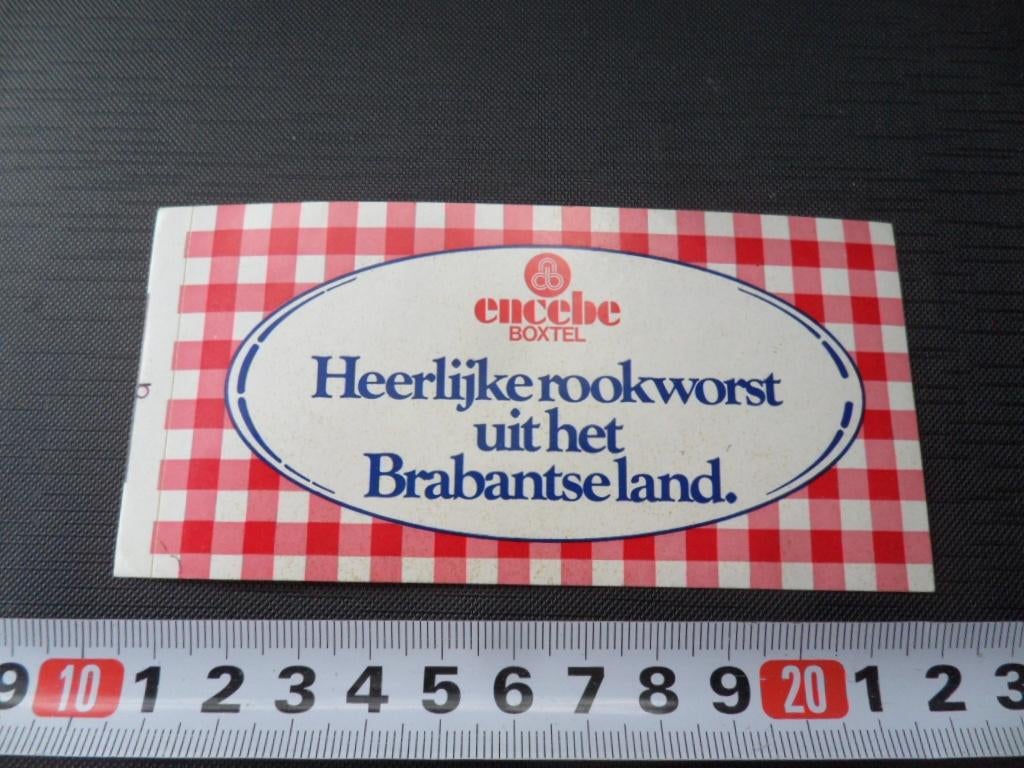 encebe
BOXTEL
Heerlijke rookworst
uit het
Brabantse land.
9 10 1 2 3 4 5 6 7 8 9 20 1 2 3